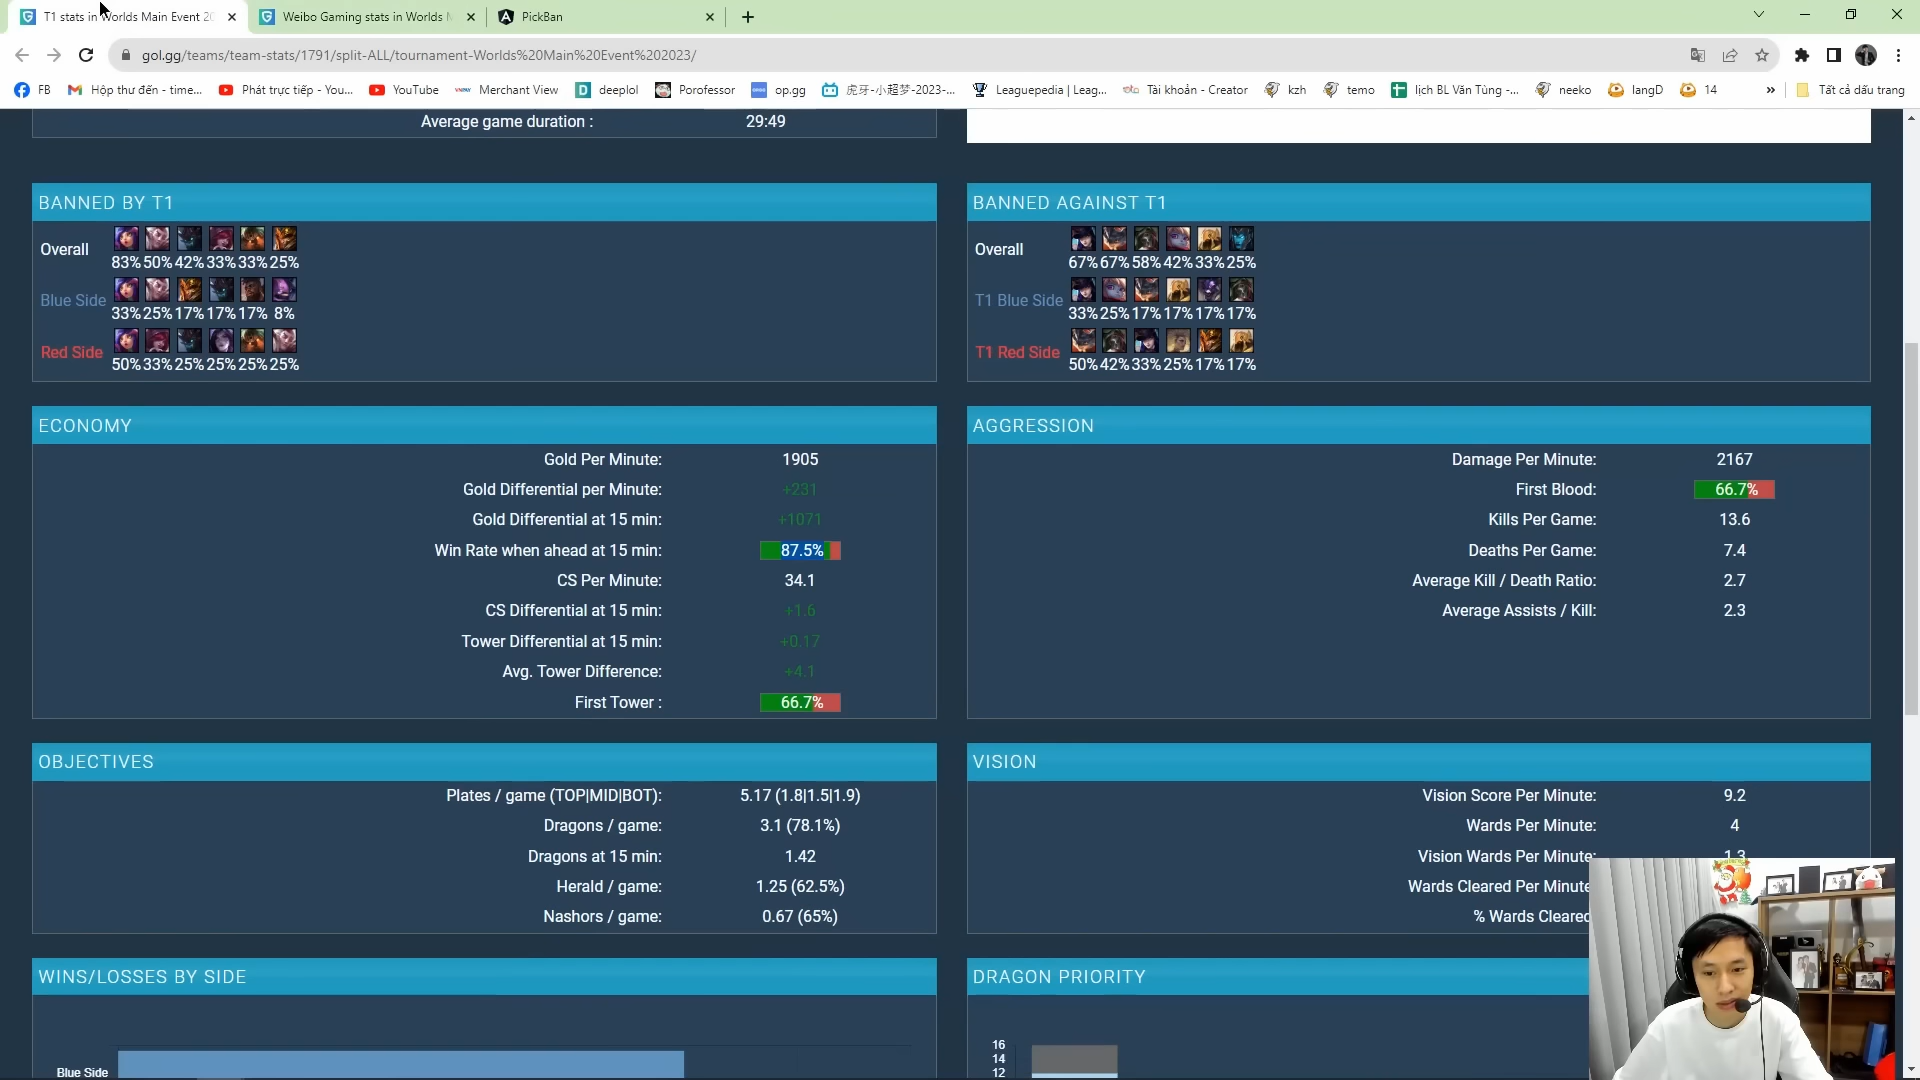 T1 stats in Worlds Main Event 20
Weibo Gaming stats in Worlds M
PickBan
gol.gg/teams/team-stats/1791/split-ALL/tournament-Worlds%20Main%20Event%202023/
FB
Hộp thư đến - time...
Phát trực tiếp - You...
YouTube
Merchant View
deeplol
Porofessor
op.gg
虎牙-小超梦-2023-...
Leaguepedia | Leag...
Tài khoản - Creator
kzh
temo
lịch BL Văn Tùng -...
neeko
langD
14
»
Tất cả dấu trang
Average game duration :
29:49
BANNED BY T1
Overall
83% 50% 42% 33% 33% 25%
Blue Side
33% 25% 17% 17% 17% 8%
Red Side
50% 33% 25% 25% 25% 25%
BANNED AGAINST T1
Overall
67% 67% 58% 42% 33% 25%
T1 Blue Side
33% 25% 17% 17% 17% 17%
T1 Red Side
50% 42% 33% 25% 17% 17%
ECONOMY
Gold Per Minute: 1905
Gold Differential per Minute: +231
Gold Differential at 15 min: +1071
Win Rate when ahead at 15 min: 87.5%
CS Per Minute: 34.1
CS Differential at 15 min: +1.6
Tower Differential at 15 min: +0.17
Avg. Tower Difference: +4.1
First Tower : 66.7%
AGGRESSION
Damage Per Minute: 2167
First Blood: 66.7%
Kills Per Game: 13.6
Deaths Per Game: 7.4
Average Kill / Death Ratio: 2.7
Average Assists / Kill: 2.3
OBJECTIVES
Plates / game (TOP|MID|BOT): 5.17 (1.8|1.5|1.9)
Dragons / game: 3.1 (78.1%)
Dragons at 15 min: 1.42
Herald / game: 1.25 (62.5%)
Nashors / game: 0.67 (65%)
VISION
Vision Score Per Minute: 9.2
Wards Per Minute: 4
Vision Wards Per Minute: 1.3
Wards Cleared Per Minute
% Wards Cleared
WINS/LOSSES BY SIDE
Blue Side
DRAGON PRIORITY
16
14
12